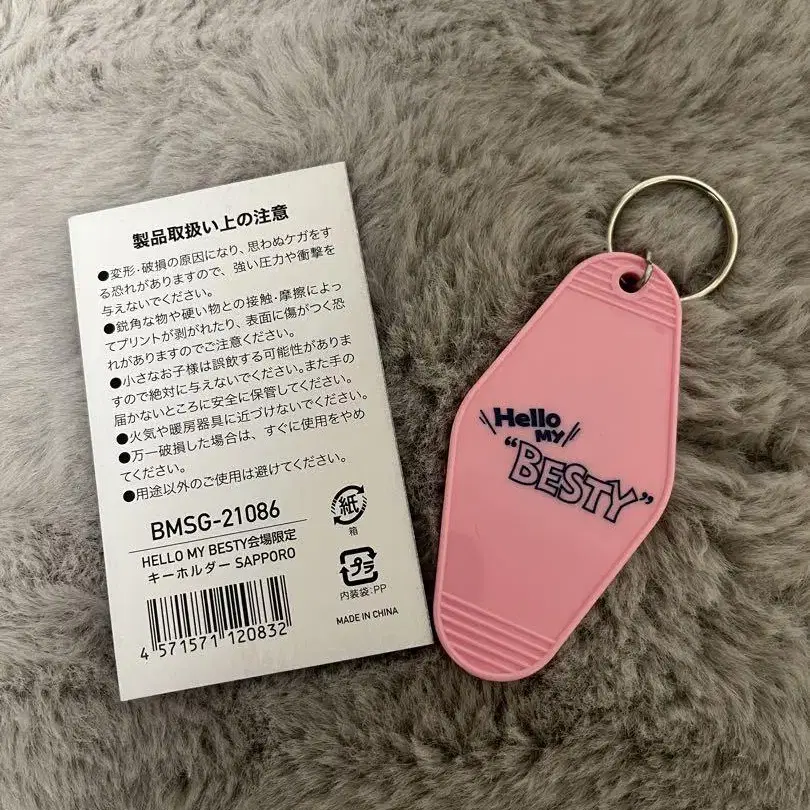 製品取扱い上の注意
●変形・破損の原因になり、思わぬケガをす
る恐れがありますので、強い圧力や衝撃を
与えないでください。
●鋭角な物や硬い物との接触・摩擦によっ
てプリントが剥がれたり、表面に傷がつく恐
れがありますのでご注意ください。
●小さなお子様は誤飲する可能性がありま
すので絶対に与えないでください。また手の
届かないところに安全に保管してください。
●火気や暖房器具に近づけないでください。
●万一破損した場合は、すぐに使用をやめ
てください。
●用途以外のご使用は避けてください。
BMSG-21086
HELLO MY BESTY会場限定
キーホルダー SAPPORO
4 571571 120832
紙
箱
プラ
内装袋:PP
MADE IN CHINA
Hello
MY
"BESTY"